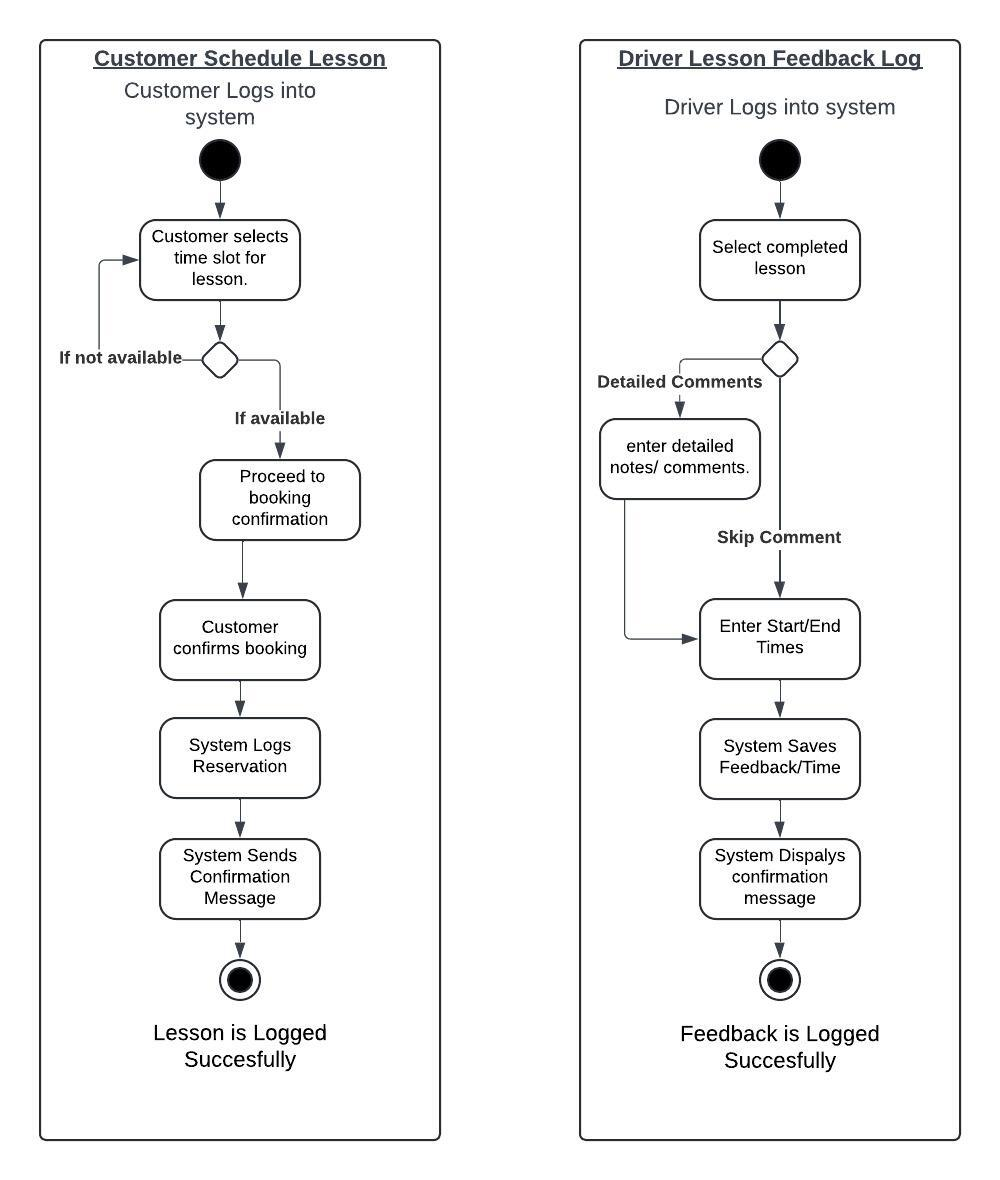 Customer Schedule Lesson
Customer Logs into
system
Customer selects
time slot for
lesson.
If not available
If available
Proceed to
booking
confirmation
Customer
confirms booking
System Logs
Reservation
System Sends
Confirmation
Message
Lesson is Logged
Succesfully
Driver Lesson Feedback Log
Driver Logs into system
Select completed
lesson
Detailed Comments
enter detailed
notes/ comments.
Skip Comment
Enter Start/End
Times
System Saves
Feedback/Time
System Dispalys
confirmation
message
Feedback is Logged
Succesfully